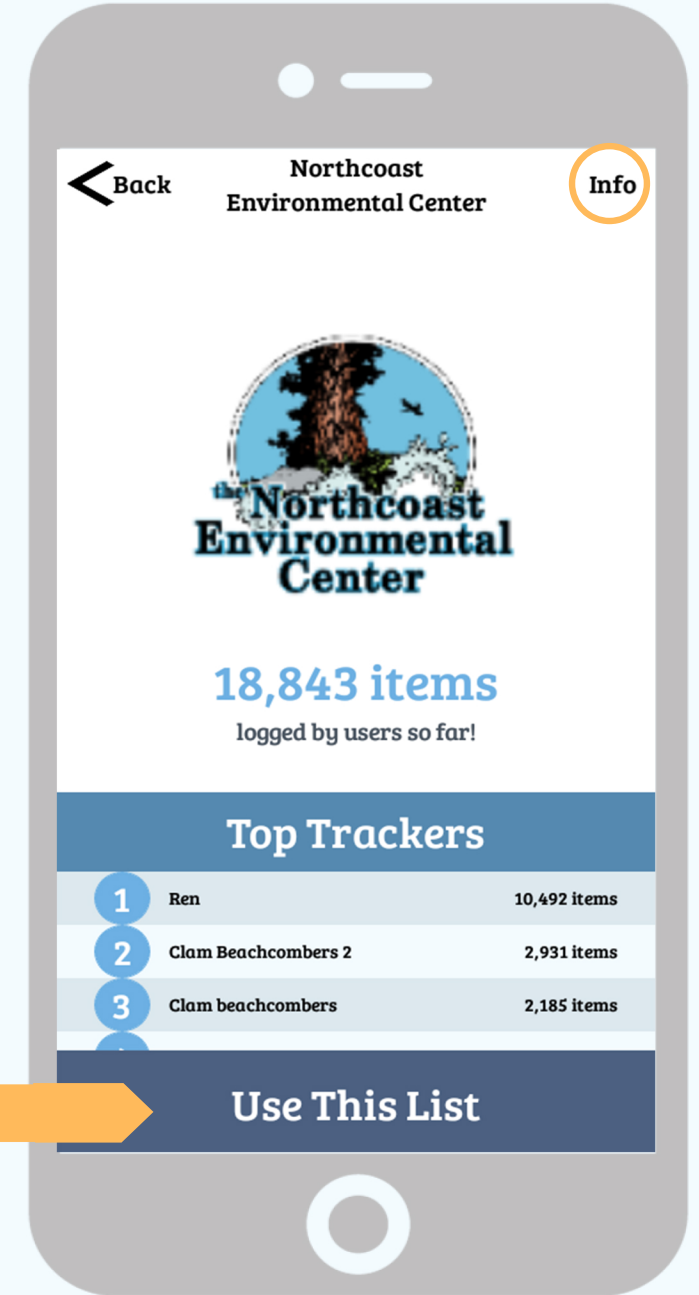 Back
Northcoast
Environmental Center
Info
the Northcoast
Environmental
Center
18,843 items
logged by users so far!
Top Trackers
1 Ren 10,492 items
2 Clam Beachcombers 2 2,931 items
3 Clam beachcombers 2,185 items
Use This List